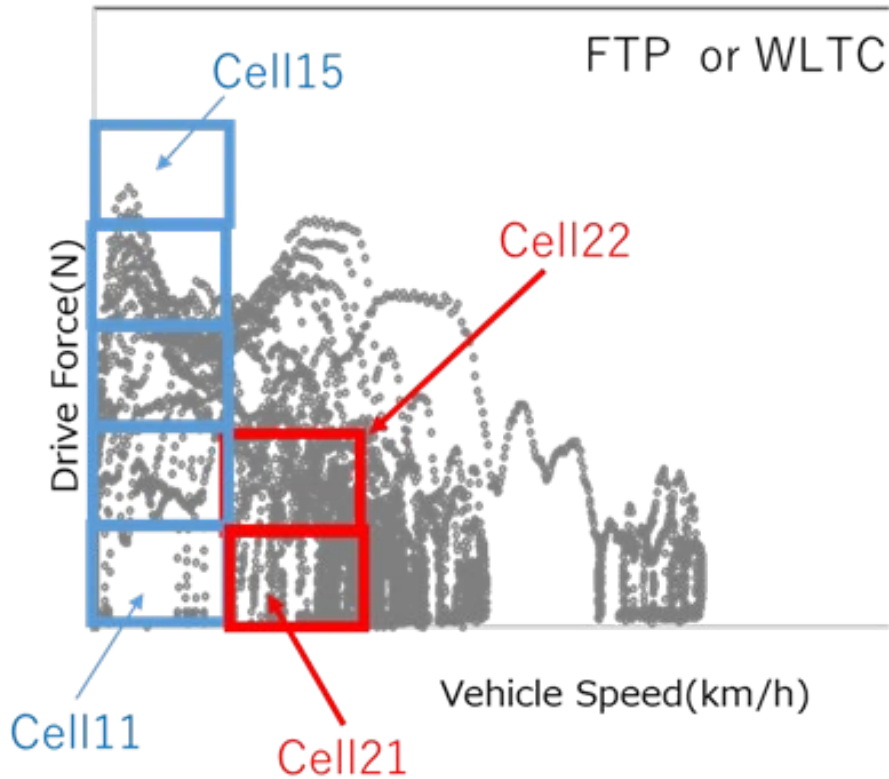 FTP or WLTC
Cell15
Cell22
Drive Force(N)
Vehicle Speed(km/h)
Cell11
Cell21